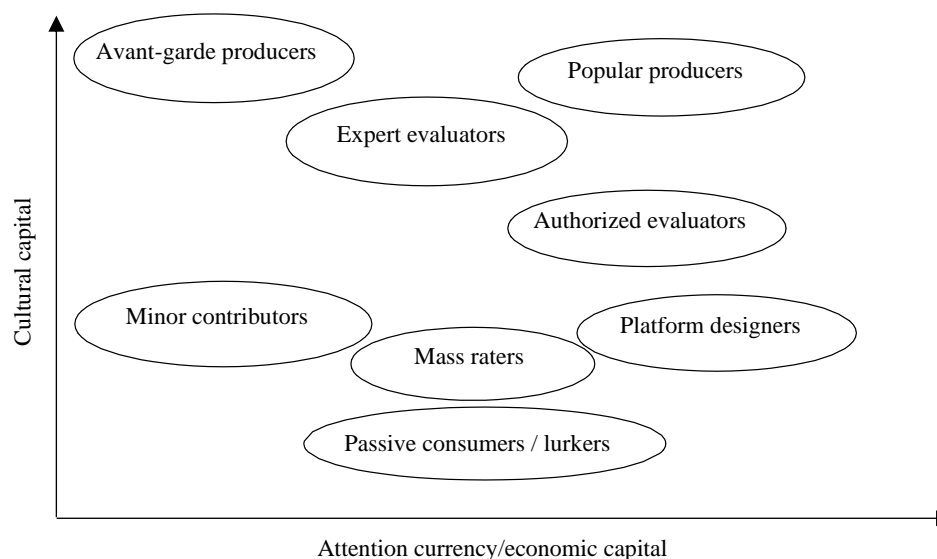 Avant-garde producers
Popular producers
Expert evaluators
Authorized evaluators
Minor contributors
Platform designers
Mass raters
Passive consumers / lurkers
Cultural capital
Attention currency/economic capital